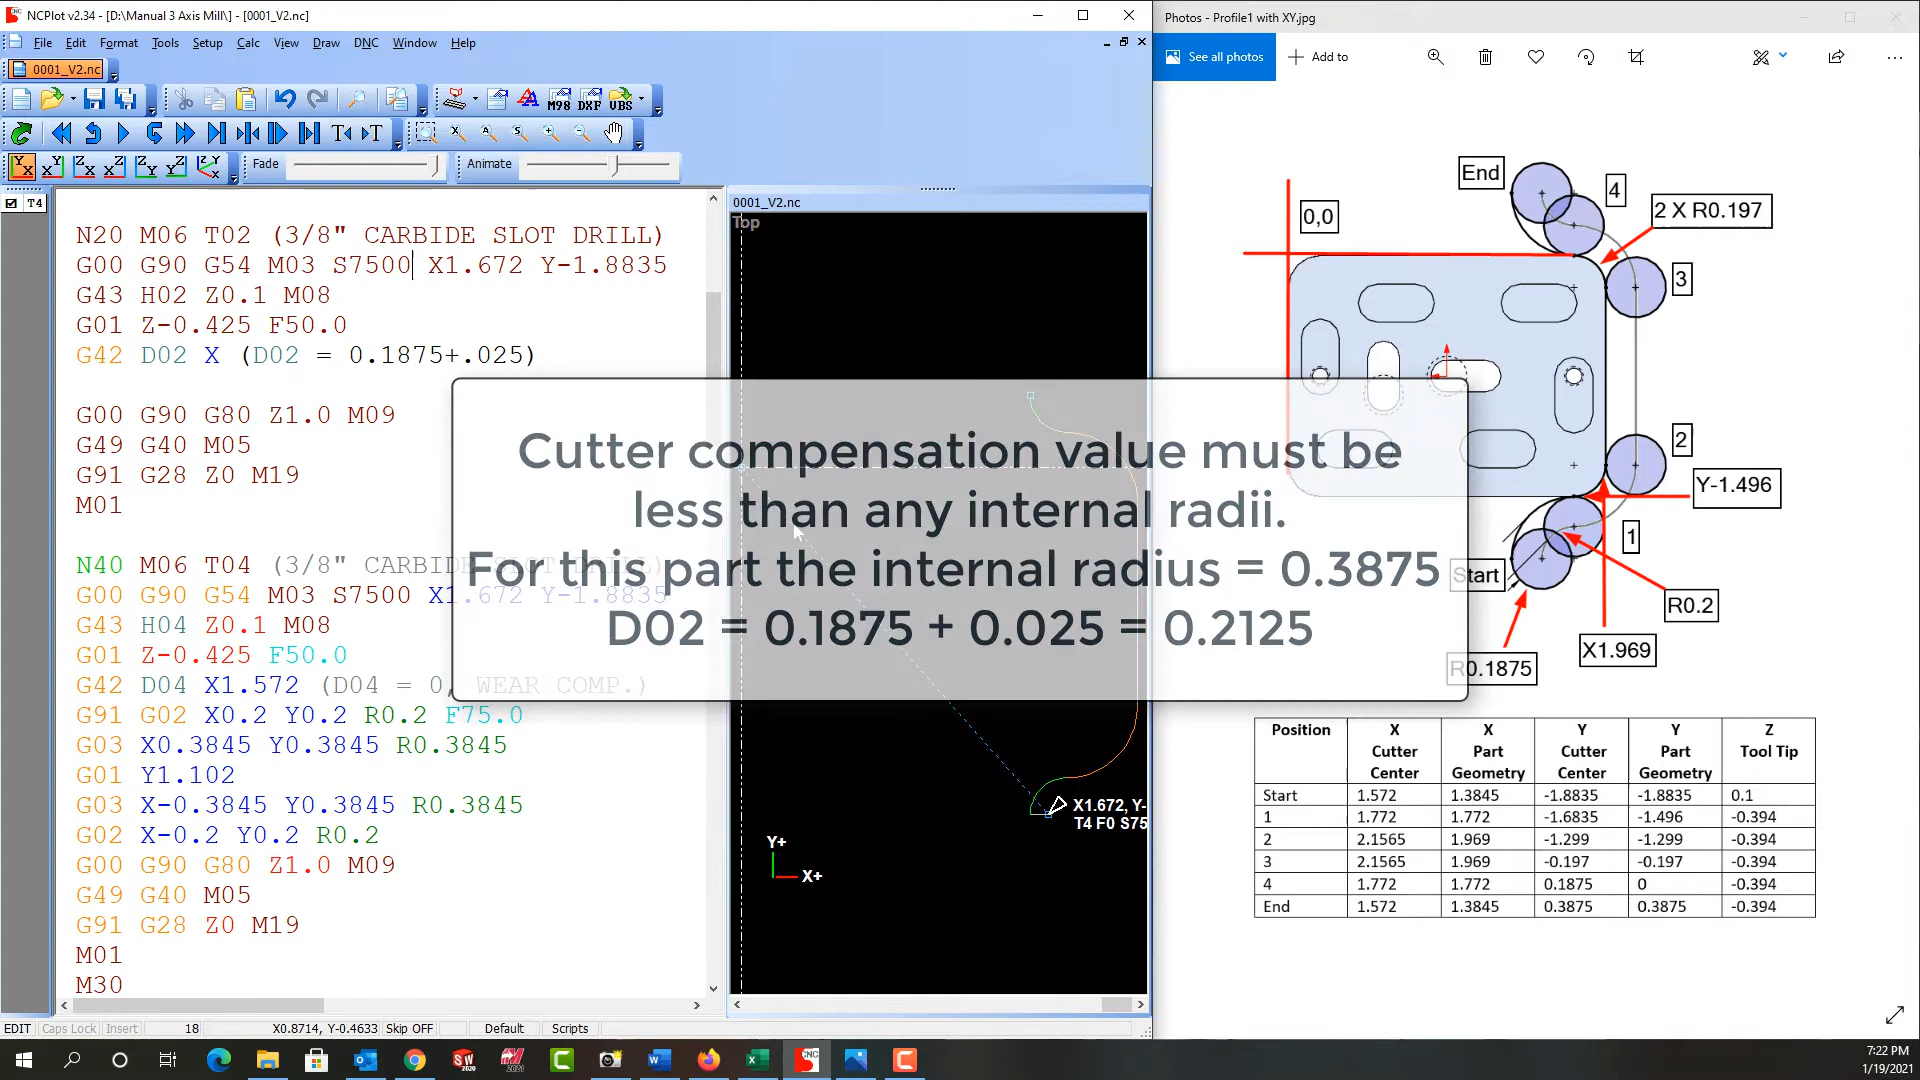 NCPlot v2.34 - [D:\Manual 3 Axis Mill\] - [0001_V2.nc]
File Edit Format Tools Setup Calc View Draw DNC Window Help
0001_V2.nc
M98 DXF VBS
Fade Animate
T4
N20 M06 T02 (3/8" CARBIDE SLOT DRILL)
G00 G90 G54 M03 S7500 X1.672 Y-1.8835
G43 H02 Z0.1 M08
G01 Z-0.425 F50.0
G42 D02 X (D02 = 0.1875+.025)
G00 G90 G80 Z1.0 M09
G49 G40 M05
G91 G28 Z0 M19
M01
N40 M06 T04 (3/8" CARBIDE SLOT DRILL)
G00 G90 G54 M03 S7500 X1.672 Y-1.8835
G43 H04 Z0.1 M08
G01 Z-0.425 F50.0
G42 D04 X1.572 (D04 = 0, WEAR COMP.)
G91 G02 X0.2 Y0.2 R0.2 F75.0
G03 X0.3845 Y0.3845 R0.3845
G01 Y1.102
G03 X-0.3845 Y0.3845 R0.3845
G02 X-0.2 Y0.2 R0.2
G00 G90 G80 Z1.0 M09
G49 G40 M05
G91 G28 Z0 M19
M01
M30
0001_V2.nc
Top
X1.672, Y-
T4 F0 S75
Y+
X+
Cutter compensation value must be
less than any internal radii.
For this part the internal radius = 0.3875
D02 = 0.1875 + 0.025 = 0.2125
EDIT Caps Lock Insert 18 X0.8714, Y-0.4633 Skip OFF Default Scripts
Photos - Profile1 with XY.jpg
See all photos
Add to
End
4
0,0
2 X R0.197
3
2
Y-1.496
1
Start
R0.2
X1.969
R0.1875
Position X Cutter Center X Part Geometry Y Cutter Center Y Part Geometry Z Tool Tip
Start 1.572 1.3845 -1.8835 -1.8835 0.1
1 1.772 1.772 -1.6835 -1.496 -0.394
2 2.1565 1.969 -1.299 -1.299 -0.394
3 2.1565 1.969 -0.197 -0.197 -0.394
4 1.772 1.772 0.1875 0 -0.394
End 1.572 1.3845 0.3875 0.3875 -0.394
7:22 PM
1/19/2021